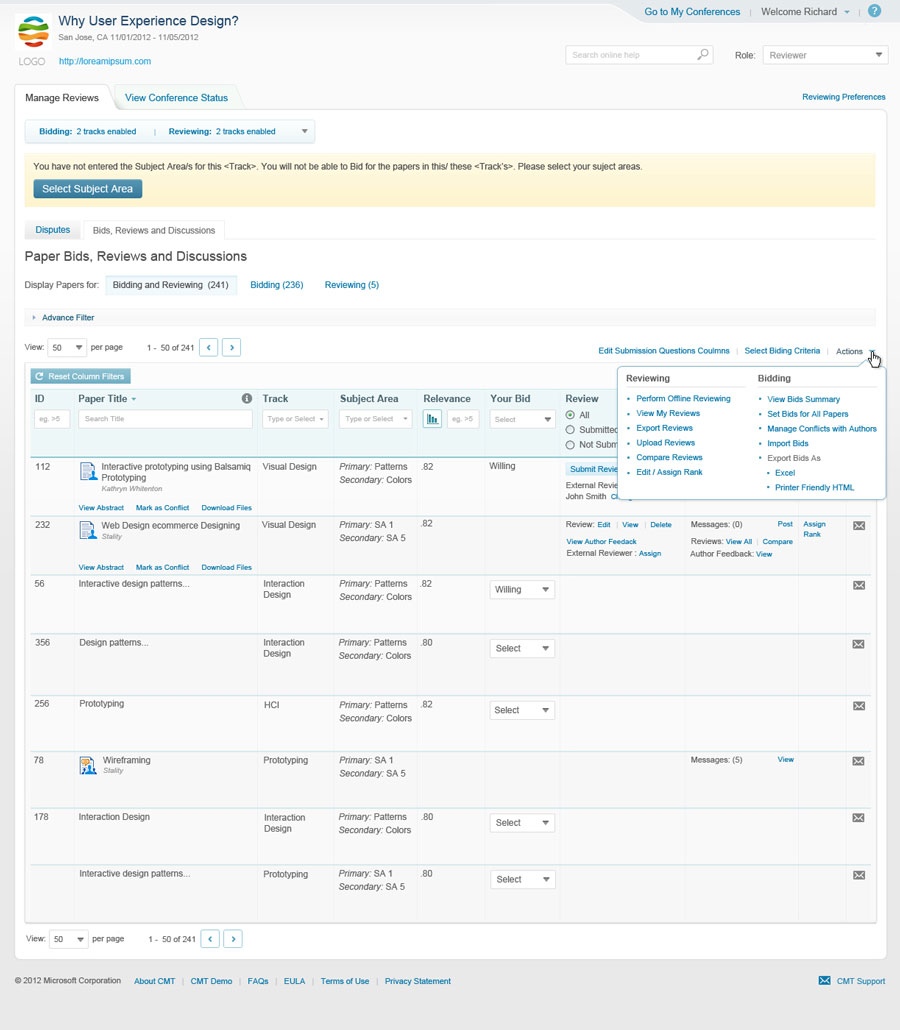 Why User Experience Design?
San Jose, CA 11/01/2012 - 11/05/2012
LOGO
http://loreamipsum.com
Go to My Conferences | Welcome Richard | ?
Search online help
Role: Reviewer
Manage Reviews
View Conference Status
Reviewing Preferences
Bidding: 2 tracks enabled | Reviewing: 2 tracks enabled
You have not entered the Subject Area/s for this <Track>. You will not be able to Bid for the papers in this/ these <Track's>. Please select your suject areas.
Select Subject Area
Disputes
Bids, Reviews and Discussions
Paper Bids, Reviews and Discussions
Display Papers for: Bidding and Reviewing (241) Bidding (236) Reviewing (5)
Advance Filter
View: 50 per page 1 - 50 of 241 < >
Edit Submission Questions Coulmns | Select Biding Criteria | Actions
Reviewing
Perform Offline Reviewing
View My Reviews
Export Reviews
Upload Reviews
Compare Reviews
Edit / Assign Rank
Bidding
View Bids Summary
Set Bids for All Papers
Manage Conflicts with Authors
Import Bids
Export Bids As
Excel
Printer Friendly HTML
Reset Column Filters
ID Paper Title Track Subject Area Relevance Your Bid Review
eg. >5 Search Title Type or Select Type or Select eg. >5 Select
All
Submitted
Not Subm
112 Interactive prototyping using Balsamiq Visual Design Primary: Patterns .82 Willing
Prototyping Secondary: Colors
Kathryn Whitenton
View Abstract Mark as Conflict Download Files
Submit Revie
External Revie
John Smith C
232 Web Design ecommerce Designing Visual Design Primary: SA 1 .82
Stality Secondary: SA 5
View Abstract Mark as Conflict Download Files
Review: Edit | View | Delete
View Author Feedack
External Reviewer : Assign
Messages: (0) Post
Reviews: View All | Compare
Author Feedback: View
Assign
Rank
56 Interactive design patterns... Interaction Primary: Patterns .82 Willing
Design Secondary: Colors
356 Design patterns... Interaction Primary: Patterns .80 Select
Design Secondary: Colors
256 Prototyping HCI Primary: Patterns .82 Select
Secondary: Colors
78 Wireframing Prototyping Primary: SA 1 Messages: (5) View
Stality Secondary: SA 5
178 Interaction Design Interaction Primary: Patterns .80 Select
Design Secondary: Colors
Interactive design patterns... Prototyping Primary: SA 1 .80 Select
Secondary: SA 5
View: 50 per page 1 - 50 of 241 < >
© 2012 Microsoft Corporation About CMT | CMT Demo | FAQs | EULA | Terms of Use | Privacy Statement
CMT Support